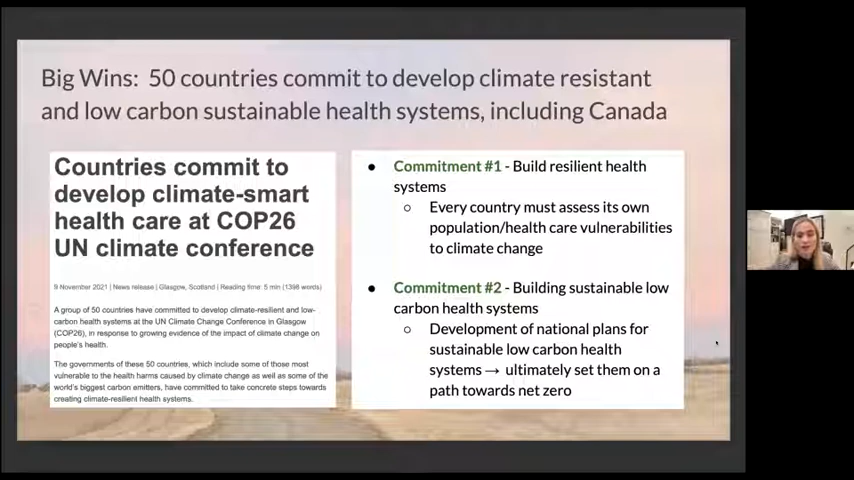 Big Wins: 50 countries commit to develop climate resistant
and low carbon sustainable health systems, including Canada
Countries commit to
develop climate-smart
health care at COP26
UN climate conference
9 November 2021 | News release | Glasgow, Scotland | Reading time: 5 min (1398 words)
A group of 50 countries have committed to develop climate-resilient and low-
carbon health systems at the UN Climate Change Conference in Glasgow
(COP26), in response to growing evidence of the impact of climate change on
people's health.
The governments of these 50 countries, which include some of those most
vulnerable to the health harms caused by climate change as well as some of the
world's biggest carbon emitters, have committed to take concrete steps towards
creating climate-resilient health systems.
● Commitment #1 - Build resilient health
systems
○ Every country must assess its own
population/health care vulnerabilities
to climate change
● Commitment #2 - Building sustainable low
carbon health systems
○ Development of national plans for
sustainable low carbon health
systems → ultimately set them on a
path towards net zero